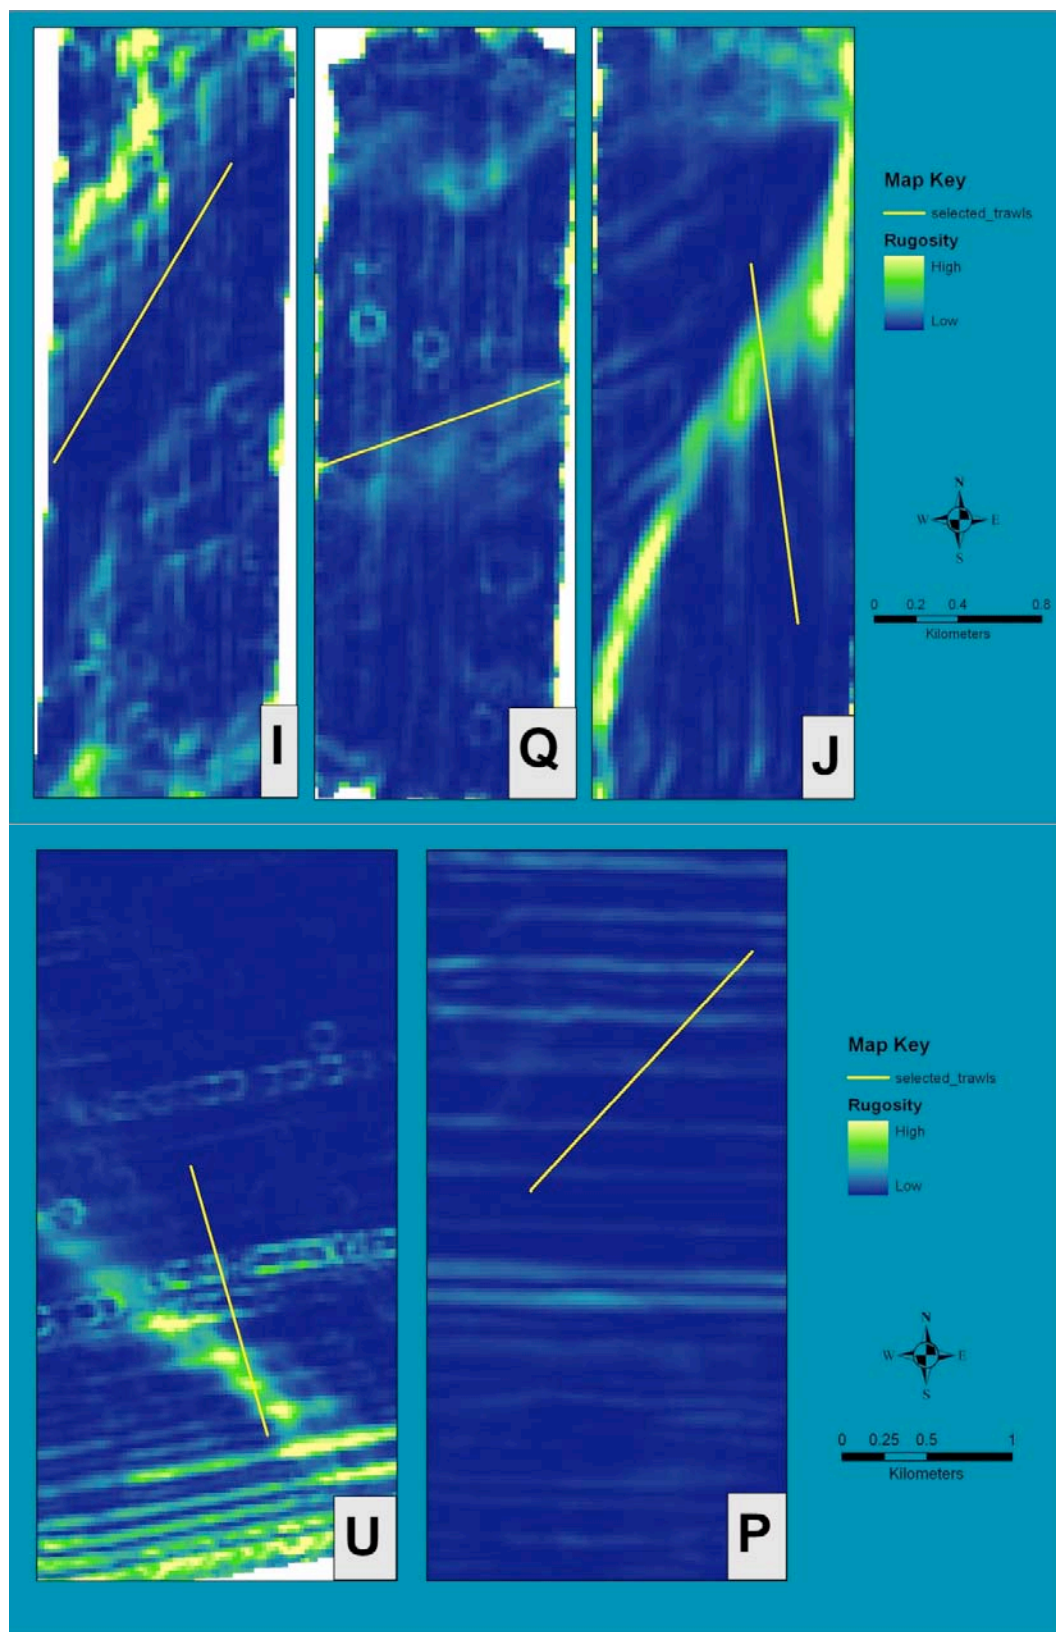 Map Key
selected_trawls
Rugosity
High
Low
N
W E
S
0 0.2 0.4 0.8
Kilometers
I
Q
J
Map Key
selected_trawls
Rugosity
High
Low
N
W E
S
0 0.25 0.5 1
Kilometers
U
P